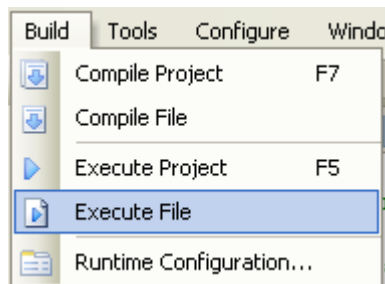 Build Tools Configure Windo
Compile Project F7
Compile File
Execute Project F5
Execute File
Runtime Configuration...